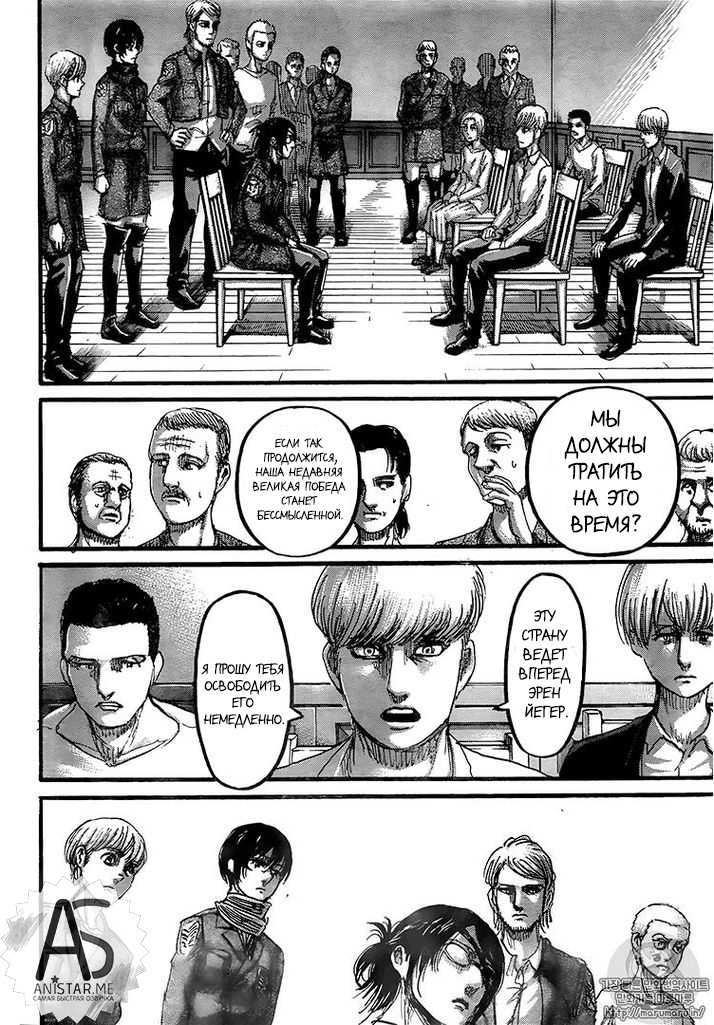 МЫ
ДОЛЖНЫ
ТРАТИТЬ
НА ЭТО
ВРЕМЯ?
ЕСЛИ ТАК
ПРОДОЛЖИТСЯ,
НАША НЕДАВНЯЯ
ВЕЛИКАЯ ПОБЕДА
СТАНЕТ
БЕССМЫСЛЕННОЙ.
ЭТУ
СТРАНУ
ВЕДЕТ
ВПЕРЕД
ЭРЕН
ЙЕГЕР.
Я ПРОШУ ТЕБЯ
ОСВОБОДИТЬ
ЕГО
НЕМЕДЛЕННО.
AS
ANISTAR.ME
САМАЯ БЫСТРАЯ ОЗВУЧКА
http://marumaru.in/